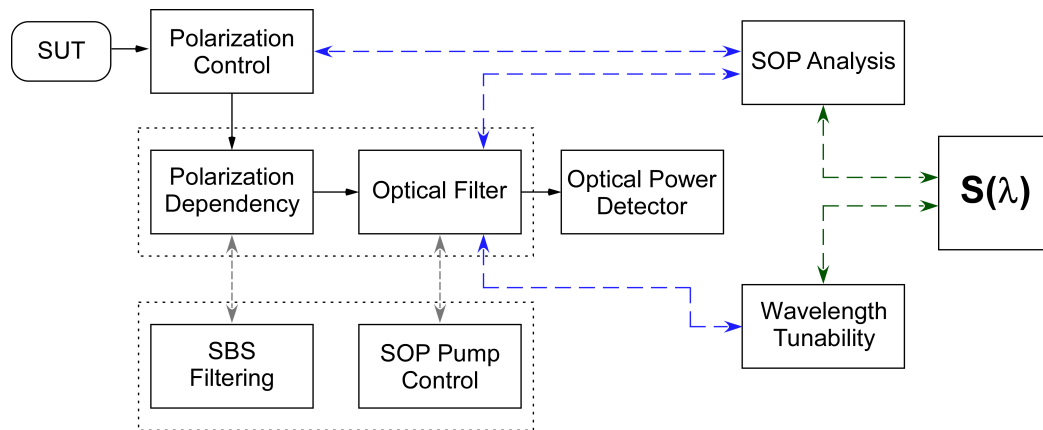 SUT
Polarization
Control
SOP Analysis
Polarization
Dependency
Optical Filter
Optical Power
Detector
S(λ)
SBS
Filtering
SOP Pump
Control
Wavelength
Tunability